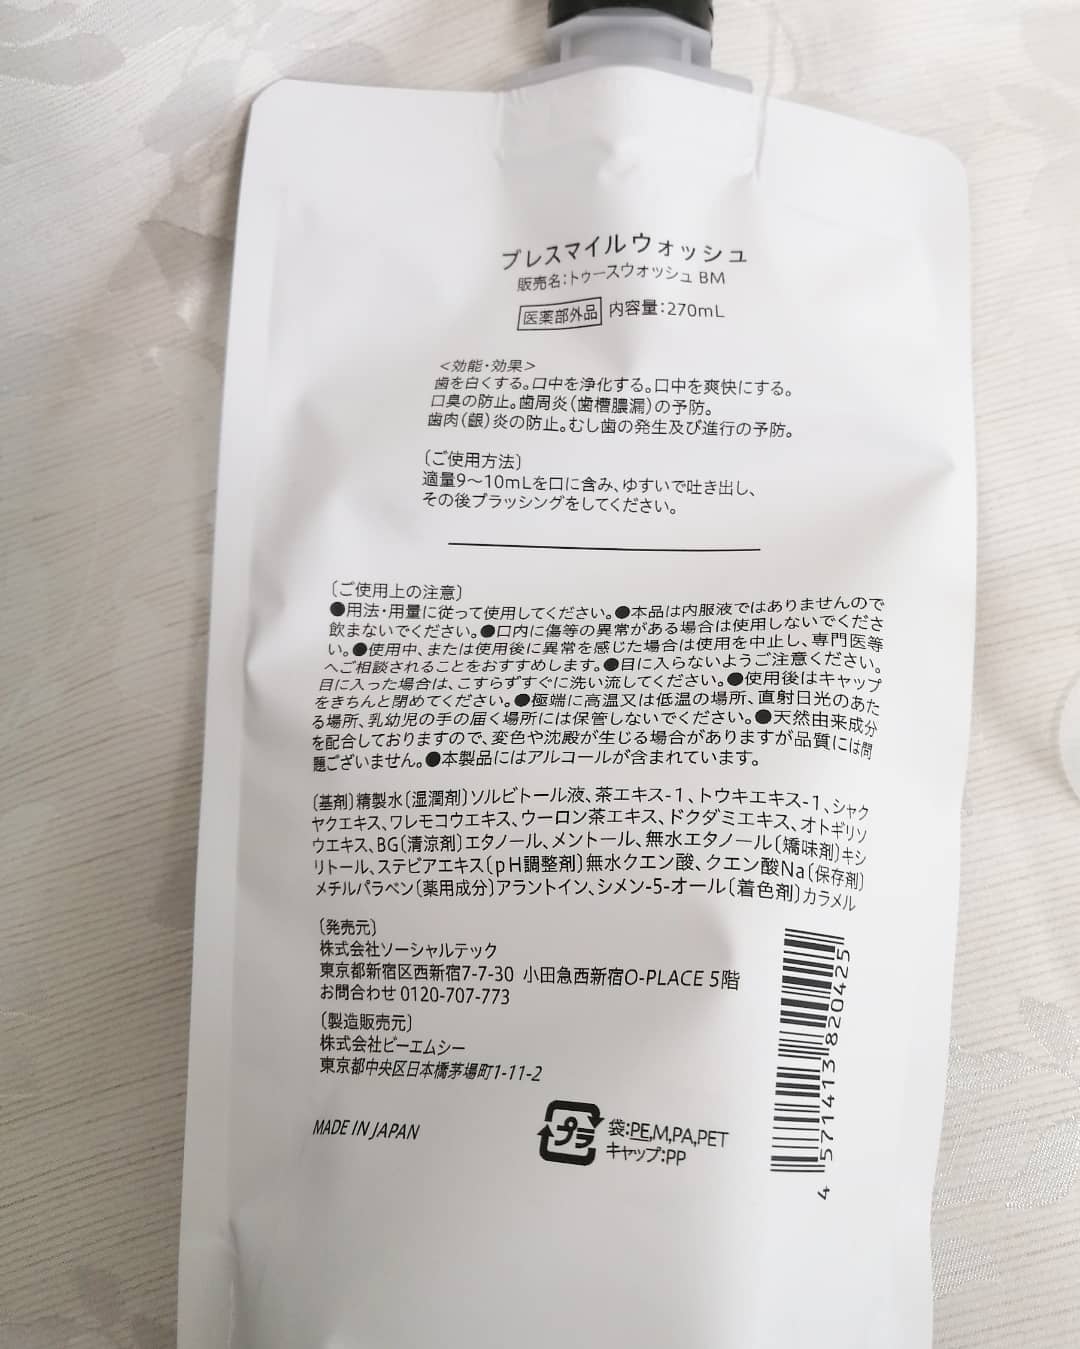 ブレスマイルウォッシュ
販売名:トゥースウォッシュ BM
医薬部外品 内容量:270mL
<効能・効果>
歯を白くする。口中を浄化する。口中を爽快にする。
口臭の防止。歯周炎(歯槽膿漏)の予防。
歯肉(齦)炎の防止。むし歯の発生及び進行の予防。
〔ご使用方法〕
適量9〜10mLを口に含み、ゆすいで吐き出し、
その後ブラッシングをしてください。
〔ご使用上の注意〕
●用法・用量に従って使用してください。●本品は内服液ではありませんので
飲まないでください。●口内に傷等の異常がある場合は使用しないでくださ
い。●使用中、または使用後に異常を感じた場合は使用を中止し、専門医等
へご相談されることをおすすめします。●目に入らないようご注意ください。
目に入った場合は、こすらずすぐに洗い流してください。●使用後はキャップ
をきちんと閉めてください。●極端に高温又は低温の場所、直射日光のあた
る場所、乳幼児の手の届く場所には保管しないでください。●天然由来成分
を配合しておりますので、変色や沈殿が生じる場合がありますが品質には問
題ございません。●本製品にはアルコールが含まれています。
〔基剤〕精製水〔湿潤剤〕ソルビトール液、茶エキス-1、トウキエキス-1、シャク
ヤクエキス、ワレモコウエキス、ウーロン茶エキス、ドクダミエキス、オトギリソ
ウエキス、BG〔清涼剤〕エタノール、メントール、無水エタノール〔矯味剤〕キシ
リトール、ステビアエキス〔pH調整剤〕無水クエン酸、クエン酸Na〔保存剤〕
メチルパラベン〔薬用成分〕アラントイン、シメン-5-オール〔着色剤〕カラメル
〔発売元〕
株式会社ソーシャルテック
東京都新宿区西新宿7-7-30 小田急西新宿O-PLACE 5階
お問合わせ 0120-707-773
〔製造販売元〕
株式会社ビーエムシー
東京都中央区日本橋茅場町1-11-2
MADE IN JAPAN
プラ 袋:PE,M,PA,PET
キャップ:PP
4 571413 820425